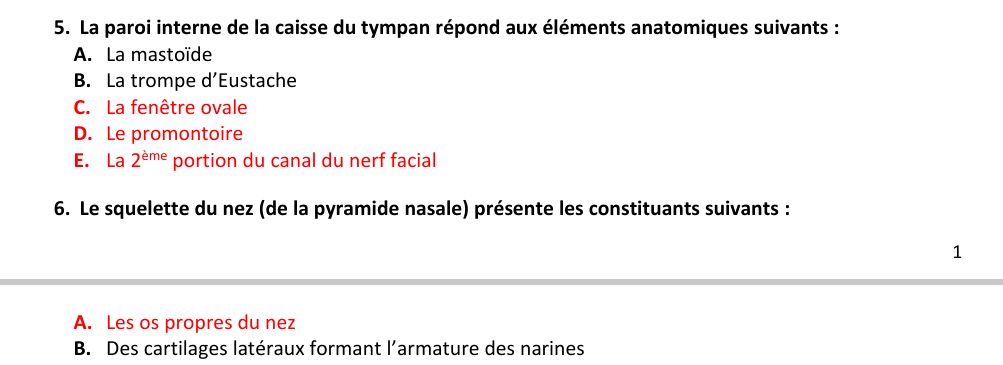 5. La paroi interne de la caisse du tympan répond aux éléments anatomiques suivants :
A. La mastoïde
B. La trompe d’Eustache
C. La fenêtre ovale
D. Le promontoire
E. La 2ème portion du canal du nerf facial
6. Le squelette du nez (de la pyramide nasale) présente les constituants suivants :
1
A. Les os propres du nez
B. Des cartilages latéraux formant l’armature des narines